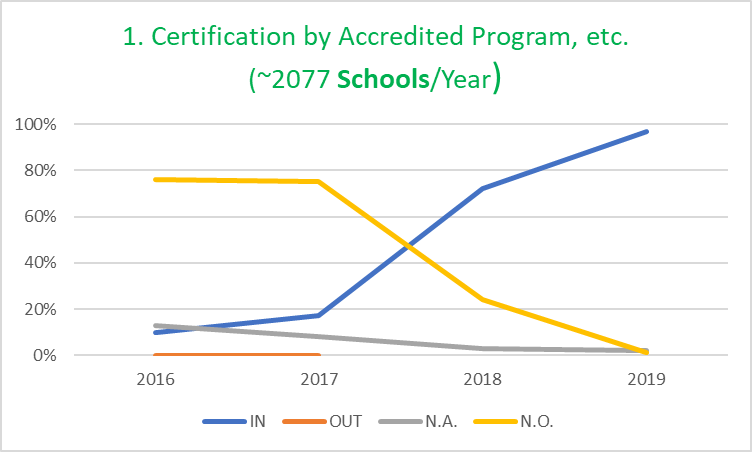 1. Certification by Accredited Program, etc.
(~2077 Schools/Year)
100%
80%
60%
40%
20%
0%
2016 2017 2018 2019
IN OUT N.A. N.O.